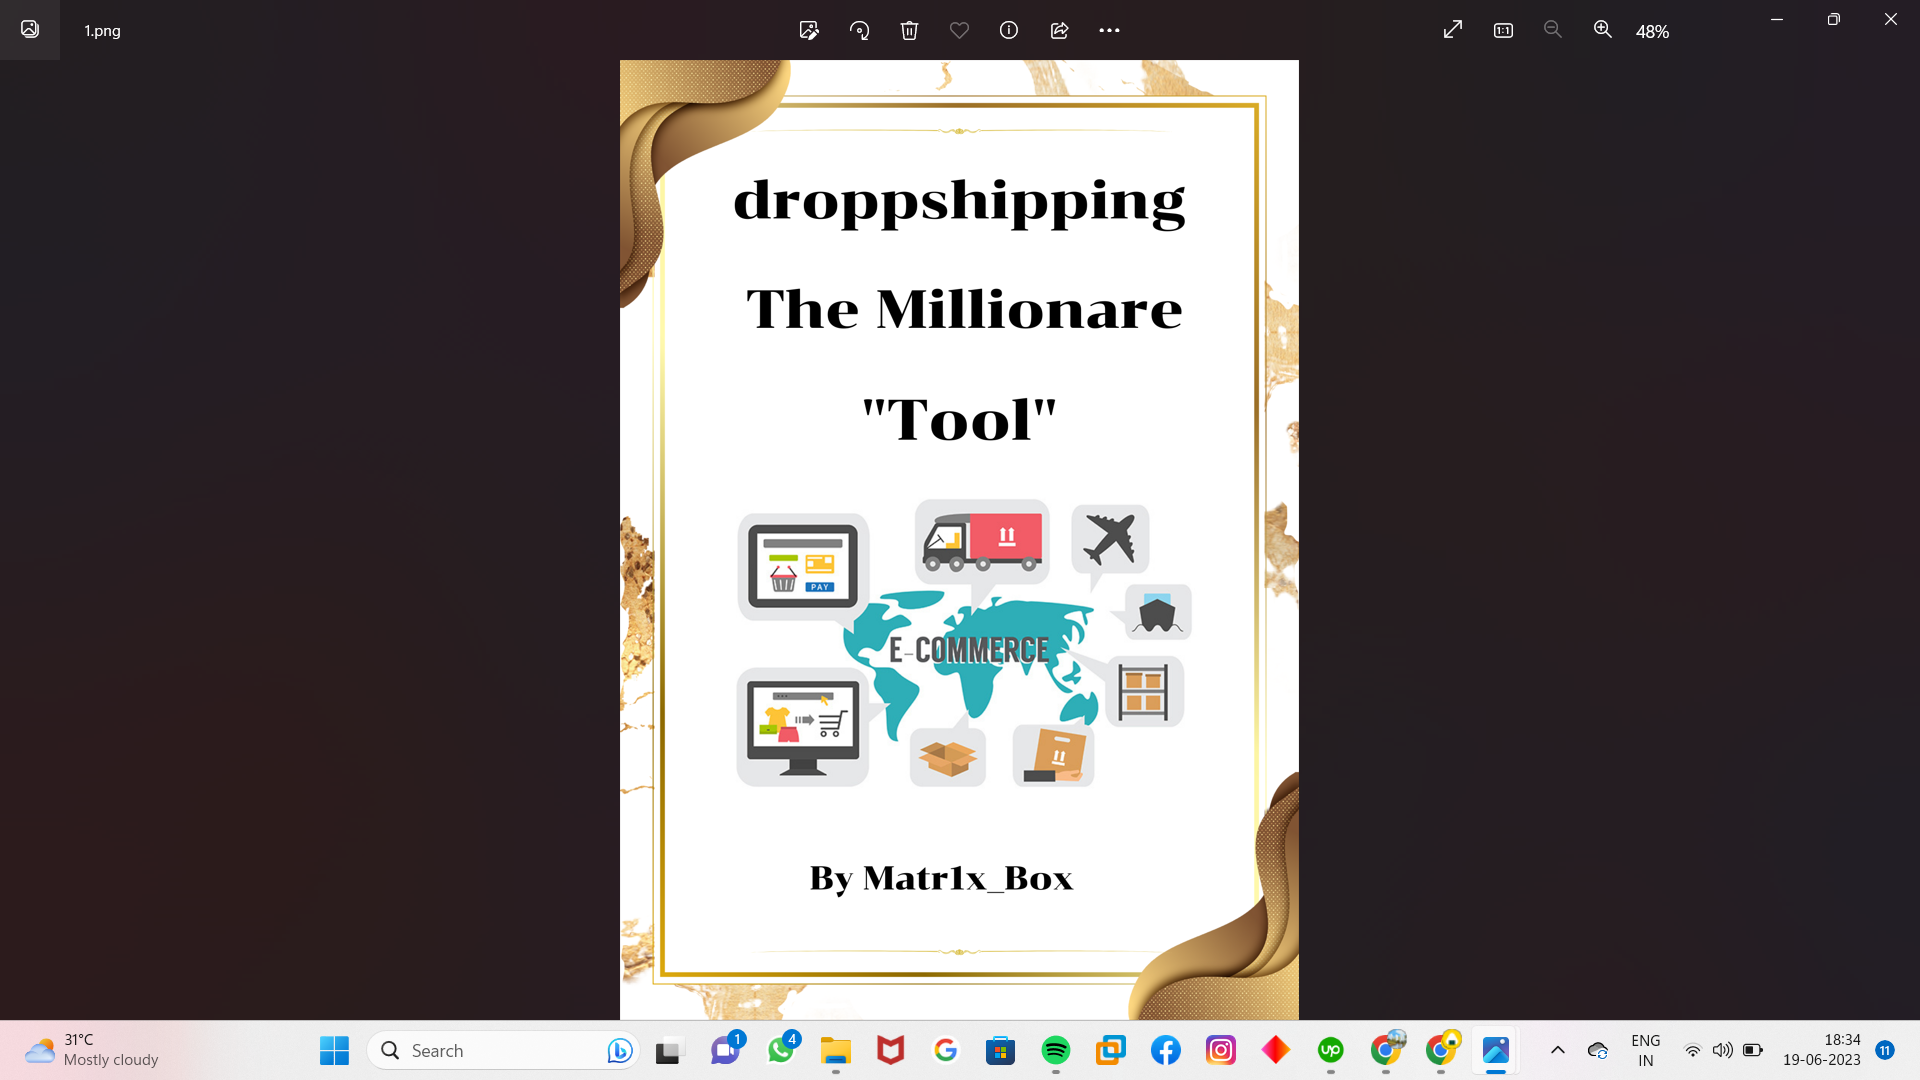 1.png
48%
droppshipping
The Millionare
"Tool"
PAY
E-COMMERCE
By Matr1x_Box
31°C
Mostly cloudy
Search
1
4
up
ENG
IN
18:34
19-06-2023
11